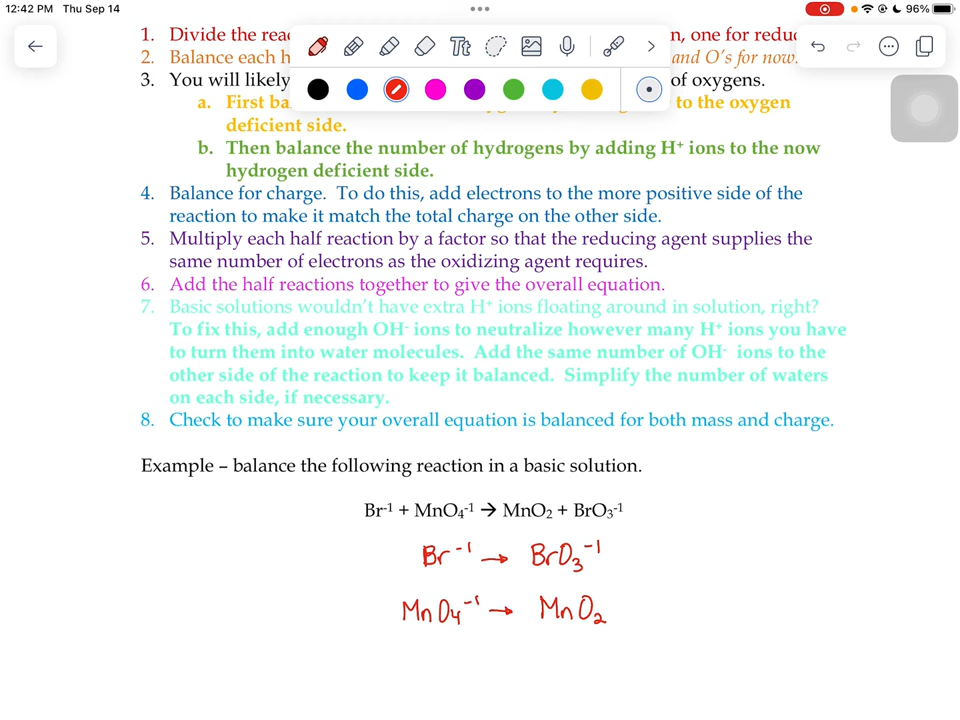 12:42 PM Thu Sep 14 96%
1. Divide the reac n, one for reduc
2. Balance each h and O's for now.
Tt
3. You will likely of oxygens.
a. First ba to the oxygen
deficient side.
b. Then balance the number of hydrogens by adding H⁺ ions to the now
hydrogen deficient side.
4. Balance for charge. To do this, add electrons to the more positive side of the
reaction to make it match the total charge on the other side.
5. Multiply each half reaction by a factor so that the reducing agent supplies the
same number of electrons as the oxidizing agent requires.
6. Add the half reactions together to give the overall equation.
7. Basic solutions wouldn't have extra H⁺ ions floating around in solution, right?
To fix this, add enough OH⁻ ions to neutralize however many H⁺ ions you have
to turn them into water molecules. Add the same number of OH⁻ ions to the
other side of the reaction to keep it balanced. Simplify the number of waters
on each side, if necessary.
8. Check to make sure your overall equation is balanced for both mass and charge.
Example – balance the following reaction in a basic solution.
Br⁻¹ + MnO₄⁻¹ → MnO₂ + BrO₃⁻¹
Br⁻¹ → BrO₃⁻¹
MnO₄⁻¹ → MnO₂